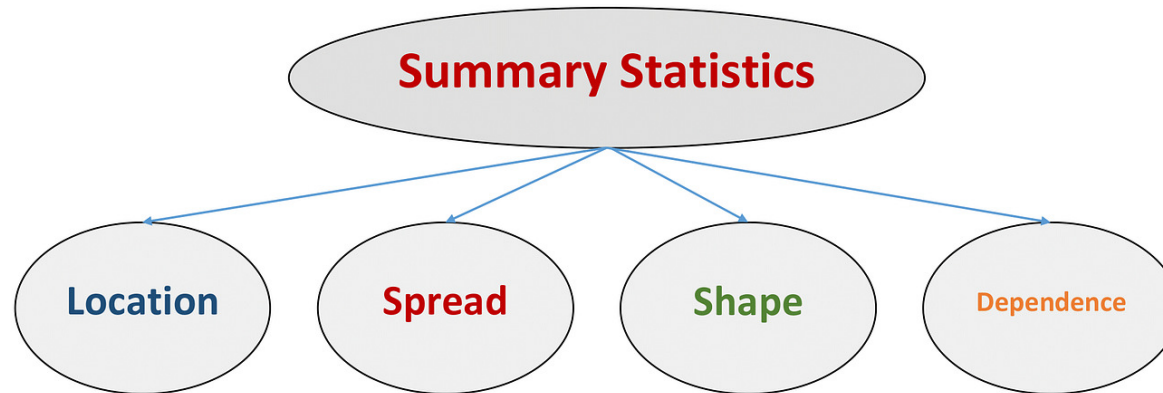 Summary Statistics
Location
Spread
Shape
Dependence